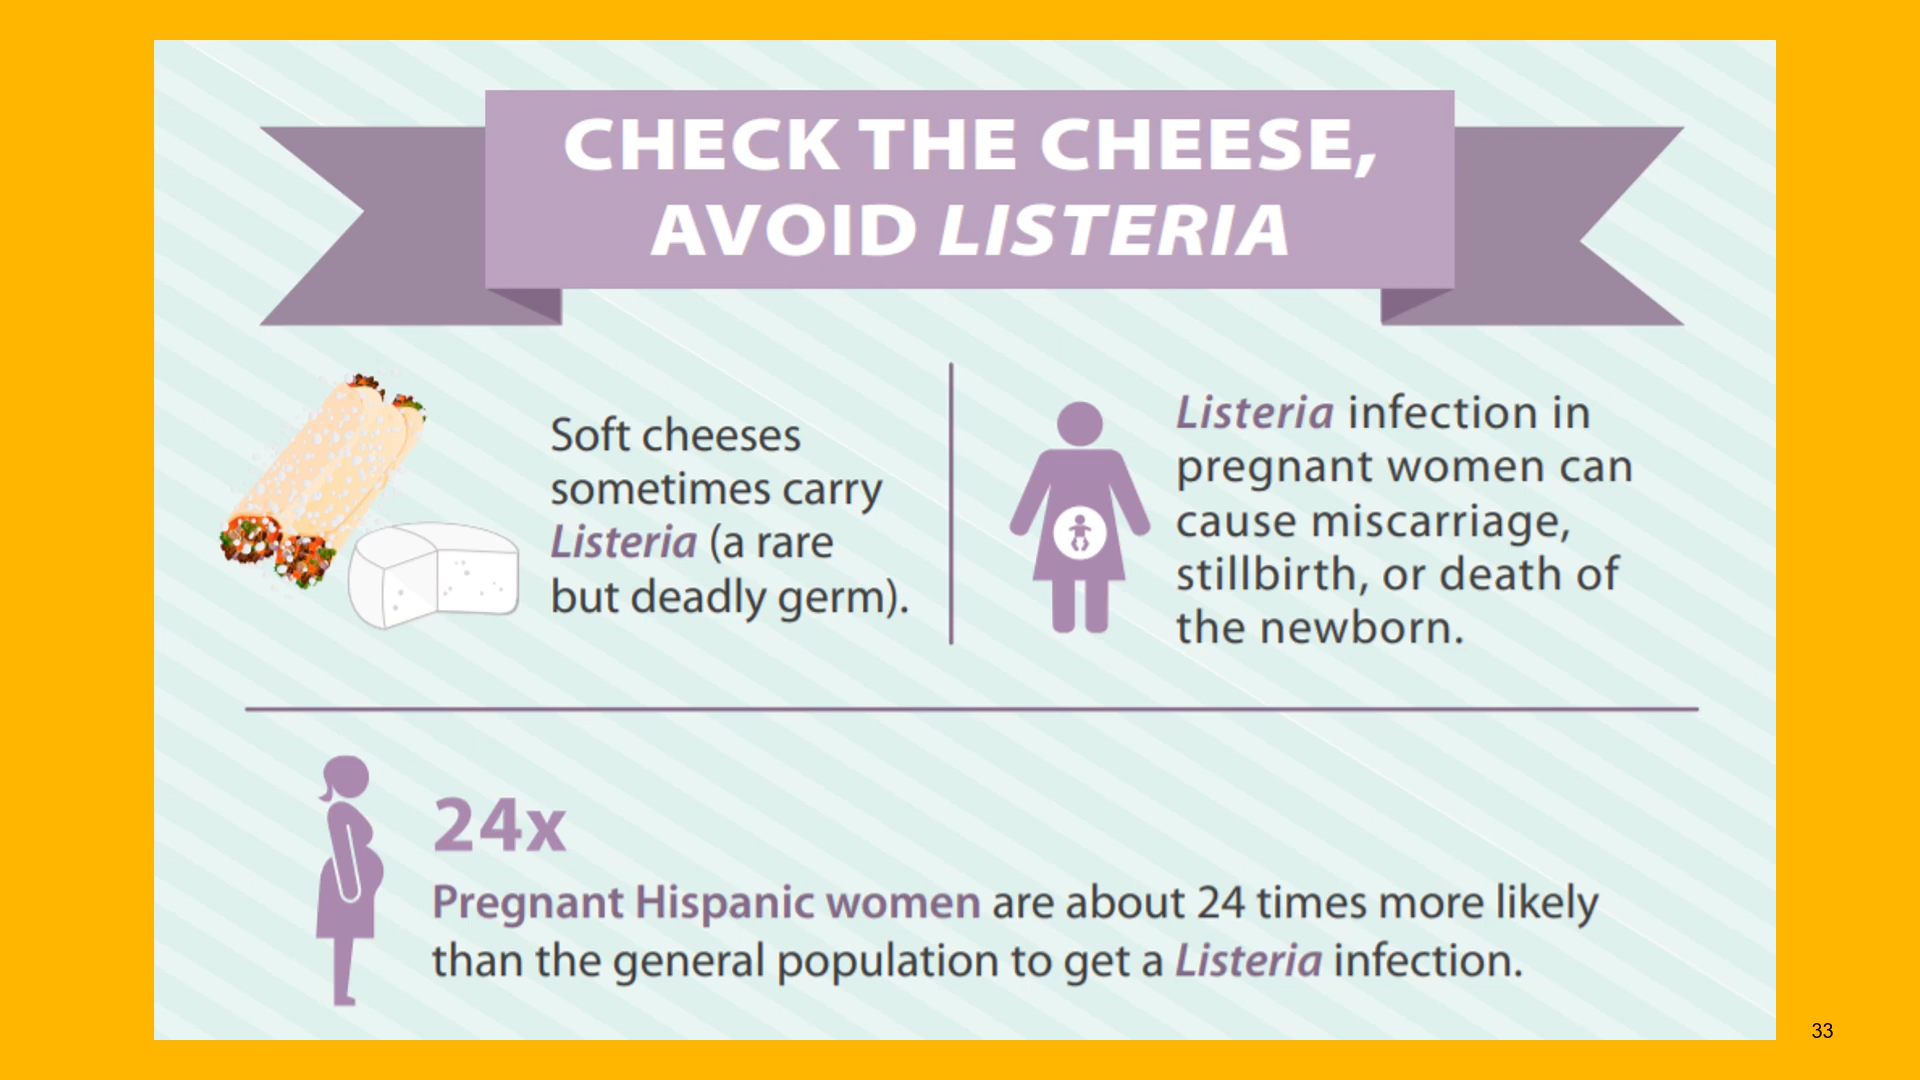 CHECK THE CHEESE,
AVOID LISTERIA
Soft cheeses
sometimes carry
Listeria (a rare
but deadly germ).
Listeria infection in
pregnant women can
cause miscarriage,
stillbirth, or death of
the newborn.
24x
Pregnant Hispanic women are about 24 times more likely
than the general population to get a Listeria infection.
33